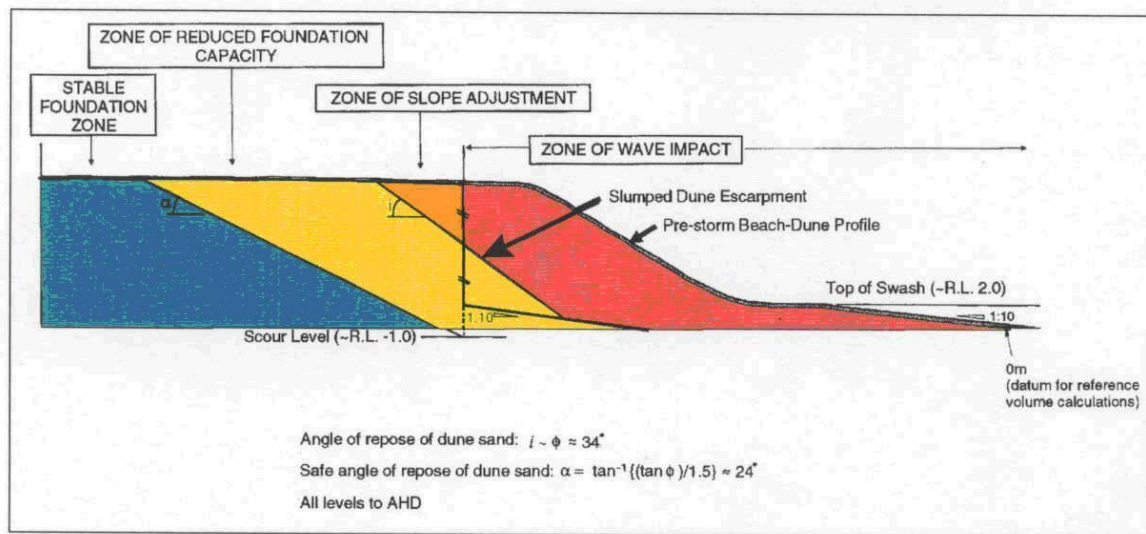 ZONE OF REDUCED FOUNDATION
CAPACITY
STABLE
FOUNDATION
ZONE
ZONE OF SLOPE ADJUSTMENT
ZONE OF WAVE IMPACT
α
i
Slumped Dune Escarpment
Pre-storm Beach-Dune Profile
Top of Swash (~R.L. 2.0)
1:10
1:10
Scour Level (~R.L. -1.0)
0m
(datum for reference
volume calculations)
Angle of repose of dune sand: i ~ ϕ ≈ 34°
Safe angle of repose of dune sand: α = tan⁻¹{(tan ϕ)/1.5} ≈ 24°
All levels to AHD